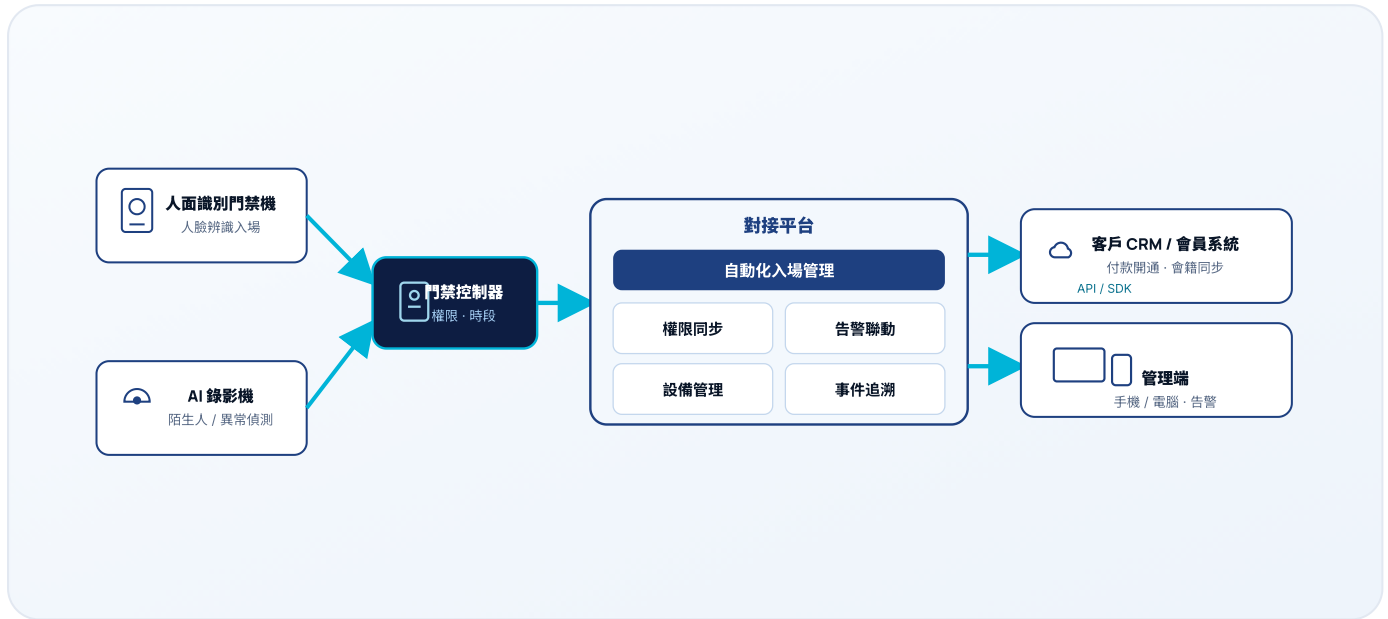 人面識別門禁機
人臉辨識入場
AI 錄影機
陌生人 / 異常偵測
門禁控制器
權限 · 時段
對接平台
自動化入場管理
權限同步
告警聯動
設備管理
事件追溯
客戶 CRM / 會員系統
付款開通 · 會籍同步
API / SDK
管理端
手機 / 電腦 · 告警